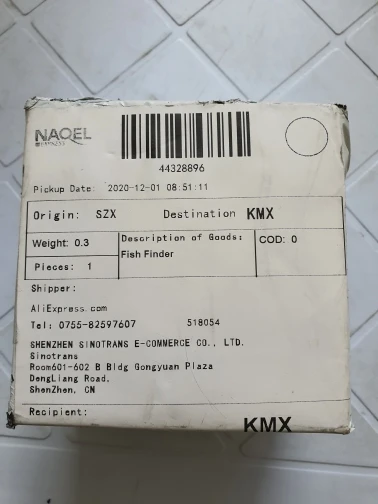 NAQEL
EXPRESS
44328896
Pickup Date: 2020-12-01 08:51:11
Origin: SZX Destination KMX
Weight: 0.3 Description of Goods: COD: 0
Fish Finder
Pieces: 1
Shipper:
AliExpress.com
Tel: 0755-82597607 518054
SHENZHEN SINOTRANS E-COMMERCE CO., LTD.
Sinotrans
Room601-602 B Bldg Gongyuan Plaza
DengLiang Road,
ShenZhen, CN
Recipient:
KMX